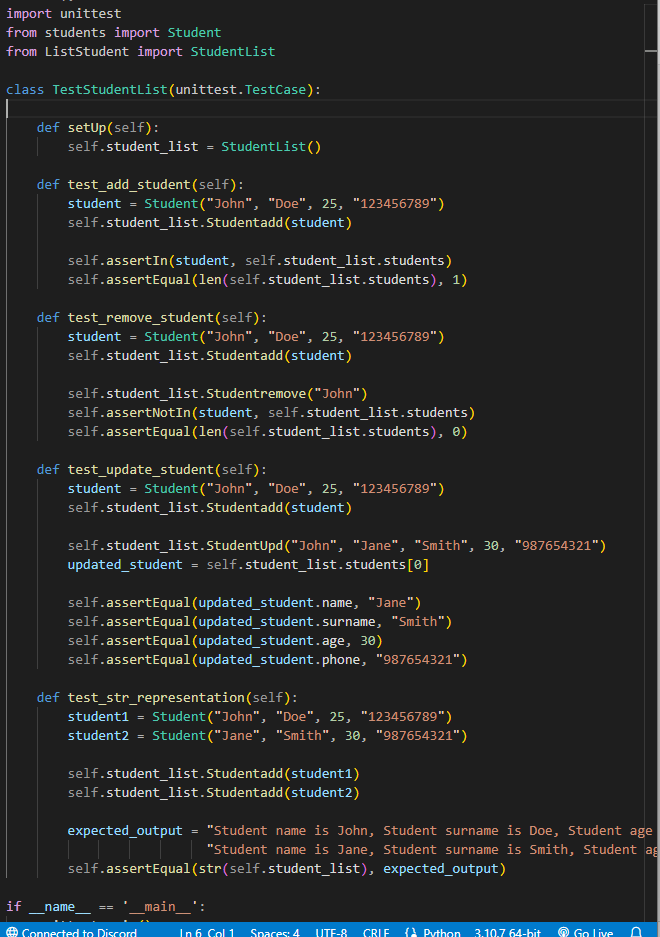 import unittest
from students import Student
from ListStudent import StudentList
class TestStudentList(unittest.TestCase):
def setUp(self):
self.student_list = StudentList()
def test_add_student(self):
student = Student("John", "Doe", 25, "123456789")
self.student_list.Studentadd(student)
self.assertIn(student, self.student_list.students)
self.assertEqual(len(self.student_list.students), 1)
def test_remove_student(self):
student = Student("John", "Doe", 25, "123456789")
self.student_list.Studentadd(student)
self.student_list.Studentremove("John")
self.assertNotIn(student, self.student_list.students)
self.assertEqual(len(self.student_list.students), 0)
def test_update_student(self):
student = Student("John", "Doe", 25, "123456789")
self.student_list.Studentadd(student)
self.student_list.StudentUpd("John", "Jane", "Smith", 30, "987654321")
updated_student = self.student_list.students[0]
self.assertEqual(updated_student.name, "Jane")
self.assertEqual(updated_student.surname, "Smith")
self.assertEqual(updated_student.age, 30)
self.assertEqual(updated_student.phone, "987654321")
def test_str_representation(self):
student1 = Student("John", "Doe", 25, "123456789")
student2 = Student("Jane", "Smith", 30, "987654321")
self.student_list.Studentadd(student1)
self.student_list.Studentadd(student2)
expected_output = "Student name is John, Student surname is Doe, Student age
"Student name is Jane, Student surname is Smith, Student ag
self.assertEqual(str(self.student_list), expected_output)
if __name__ == '__main__':
Connected to Discord Ln 6, Col 1 Spaces: 4 UTF-8 CRLF Python 3.10.7 64-bit Go Live